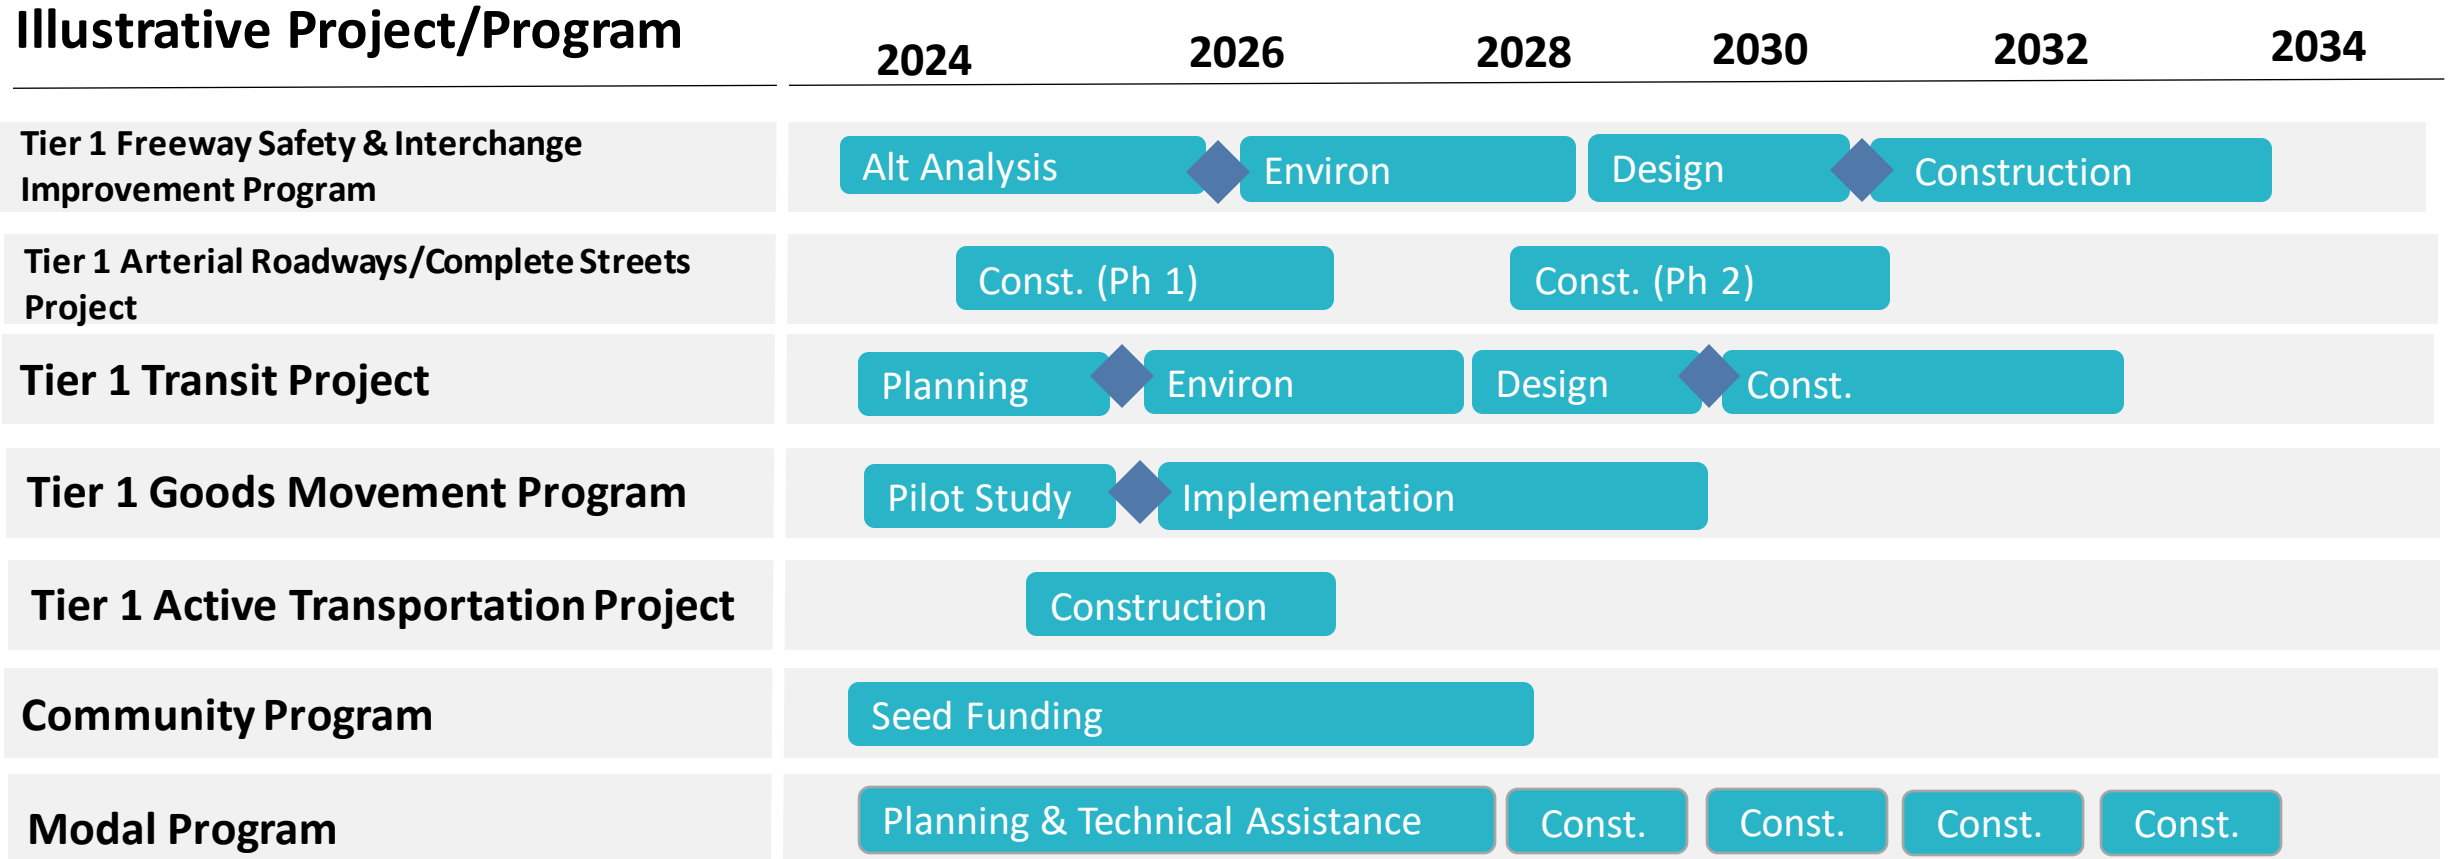 Illustrative Project/Program
2024 2026 2028 2030 2032 2034
Tier 1 Freeway Safety & Interchange
Improvement Program
Alt Analysis Environ Design Construction
Tier 1 Arterial Roadways/Complete Streets
Project
Const. (Ph 1) Const. (Ph 2)
Tier 1 Transit Project
Planning Environ Design Const.
Tier 1 Goods Movement Program
Pilot Study Implementation
Tier 1 Active Transportation Project
Construction
Community Program
Seed Funding
Modal Program
Planning & Technical Assistance Const. Const. Const. Const.